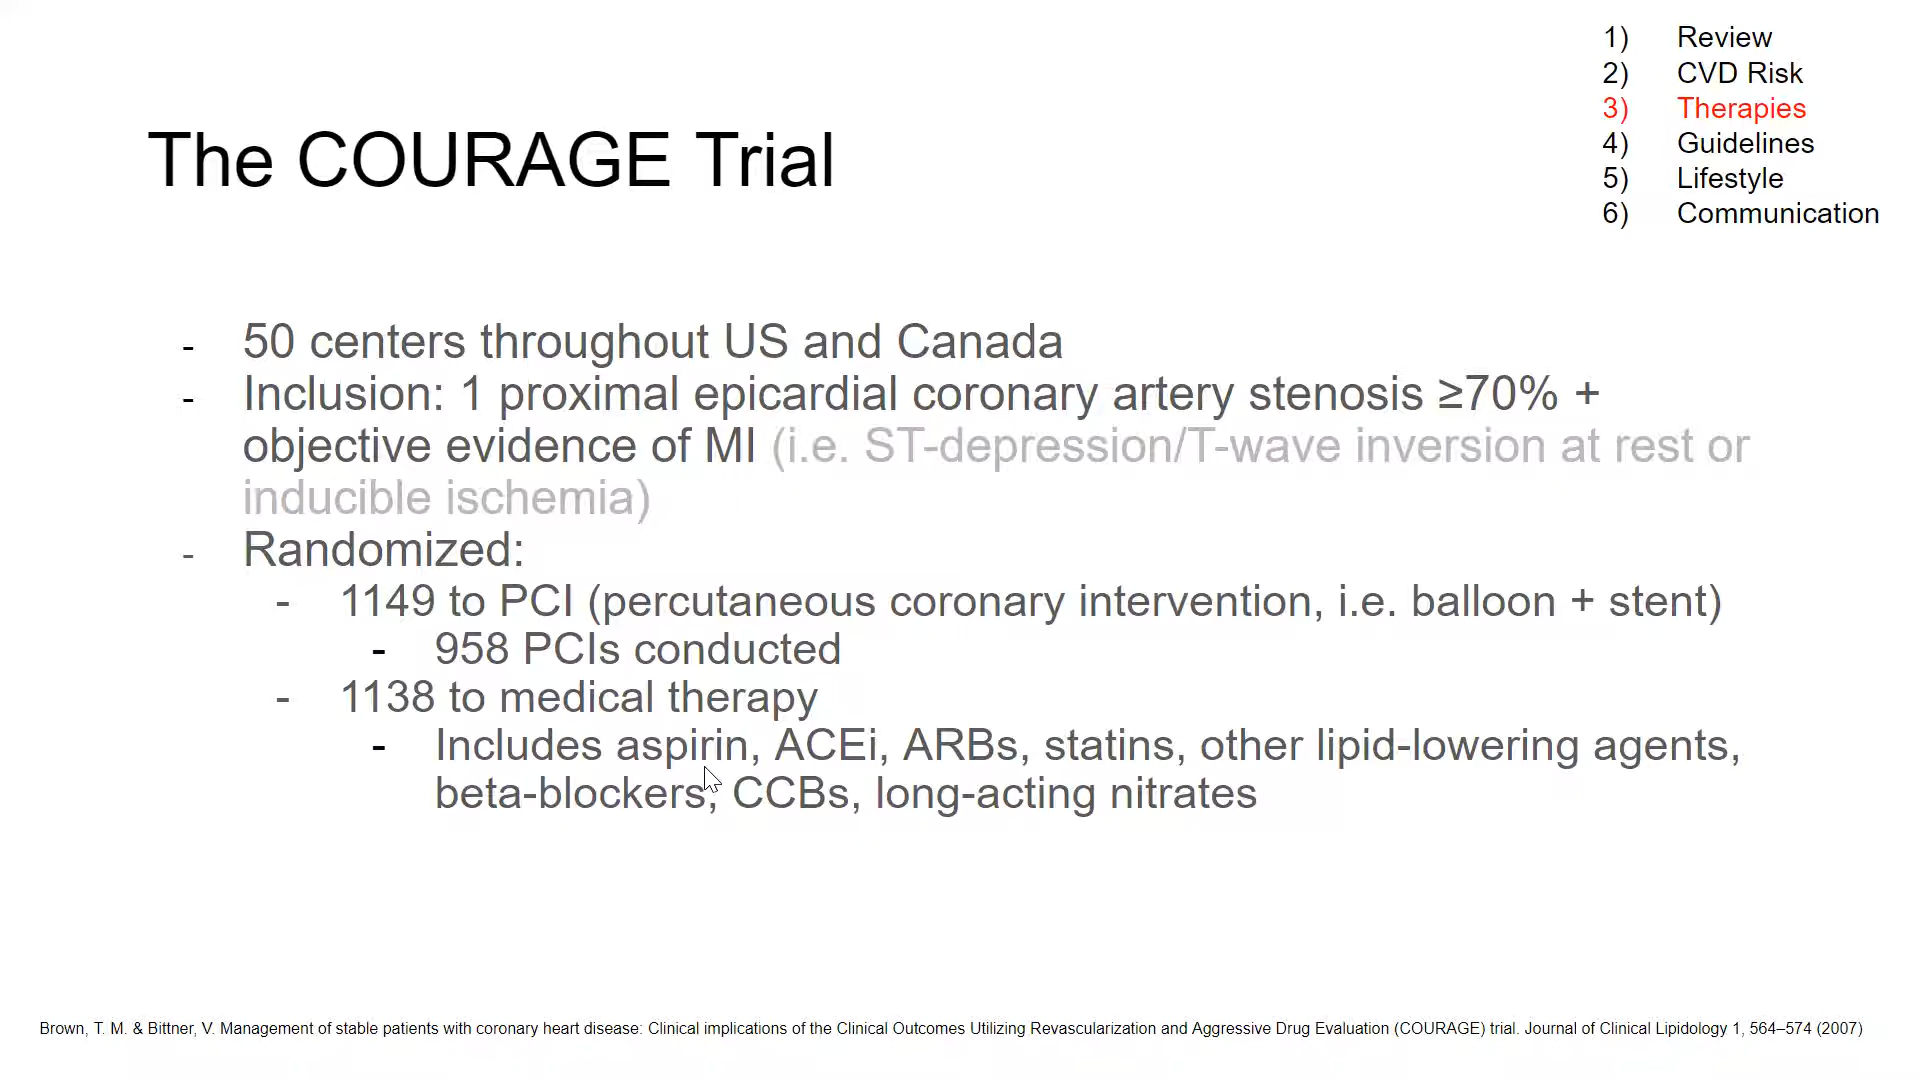 1) Review
2) CVD Risk
3) Therapies
4) Guidelines
5) Lifestyle
6) Communication
The COURAGE Trial
- 50 centers throughout US and Canada
- Inclusion: 1 proximal epicardial coronary artery stenosis ≥70% +
objective evidence of MI (i.e. ST-depression/T-wave inversion at rest or
inducible ischemia)
- Randomized:
- 1149 to PCI (percutaneous coronary intervention, i.e. balloon + stent)
- 958 PCIs conducted
- 1138 to medical therapy
- Includes aspirin, ACEi, ARBs, statins, other lipid-lowering agents,
beta-blockers, CCBs, long-acting nitrates
Brown, T. M. & Bittner, V. Management of stable patients with coronary heart disease: Clinical implications of the Clinical Outcomes Utilizing Revascularization and Aggressive Drug Evaluation (COURAGE) trial. Journal of Clinical Lipidology 1, 564–574 (2007)